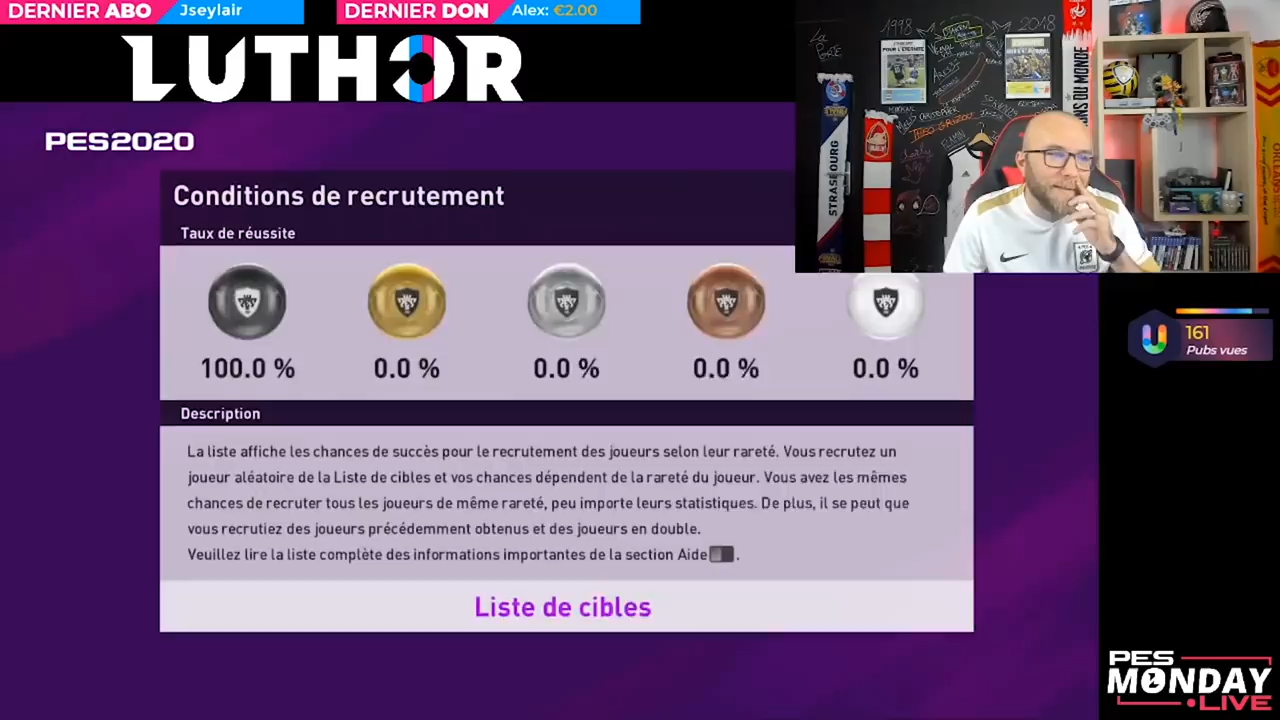 DERNIER ABO
Jseylair
DERNIER DON
Alex: €2.00
LUTHOR
PES2020
Conditions de recrutement
Taux de réussite
100.0 %
0.0 %
0.0 %
0.0 %
0.0 %
Description
La liste affiche les chances de succès pour le recrutement des joueurs selon leur rareté. Vous recrutez un
joueur aléatoire de la Liste de cibles et vos chances dépendent de la rareté du joueur. Vous avez les mêmes
chances de recruter tous les joueurs de même rareté, peu importe leurs statistiques. De plus, il se peut que
vous recrutiez des joueurs précédemment obtenus et des joueurs en double.
Veuillez lire la liste complète des informations importantes de la section Aide .
Liste de cibles
1998
2018
STRASBOURG
DU MONDE
161
Pubs vues
PES
MONDAY
LIVE